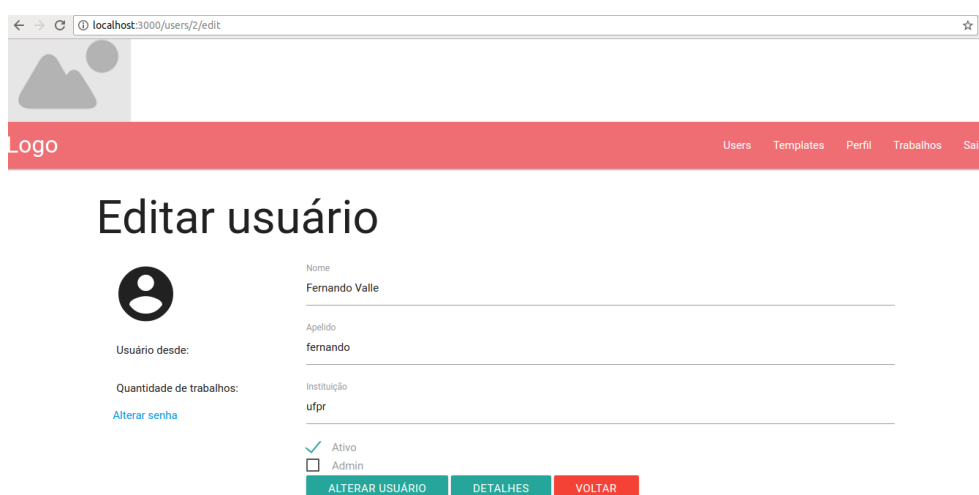 localhost:3000/users/2/edit
Logo
Users Templates Perfil Trabalhos Sai
Editar usuário
Nome
Fernando Valle
Usuário desde:
Quantidade de trabalhos:
Alterar senha
Apelido
fernando
Instituição
ufpr
Ativo
Admin
ALTERAR USUÁRIO DETALHES VOLTAR